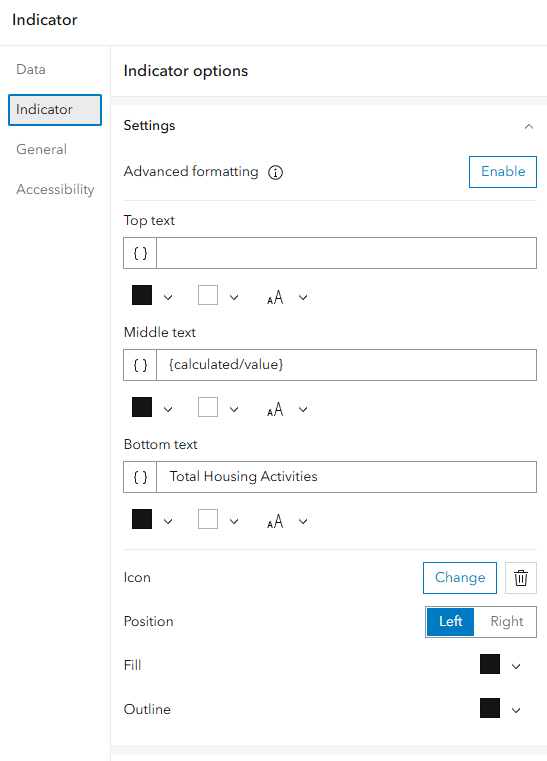 Indicator
Data
Indicator
General
Accessibility
Indicator options
Settings
Advanced formatting
Enable
Top text
{ }
AA
Middle text
{ } {calculated/value}
AA
Bottom text
{ } Total Housing Activities
AA
Icon
Change
Position
Left Right
Fill
Outline